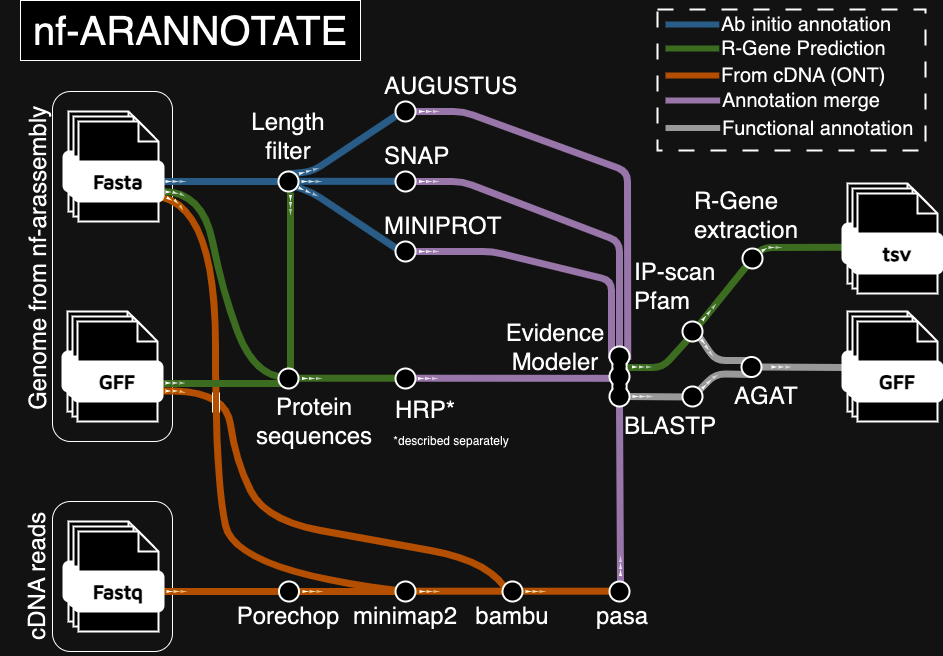 nf-ARANNOTATE
Ab initio annotation
R-Gene Prediction
From cDNA (ONT)
Annotation merge
Functional annotation
Genome from nf-arassembly
Fasta
GFF
cDNA reads
Fastq
Length
filter
AUGUSTUS
SNAP
MINIPROT
Protein
sequences
HRP*
*described separately
Evidence
Modeler
IP-scan
Pfam
R-Gene
extraction
BLASTP
AGAT
tsv
GFF
Porechop
minimap2
bambu
pasa